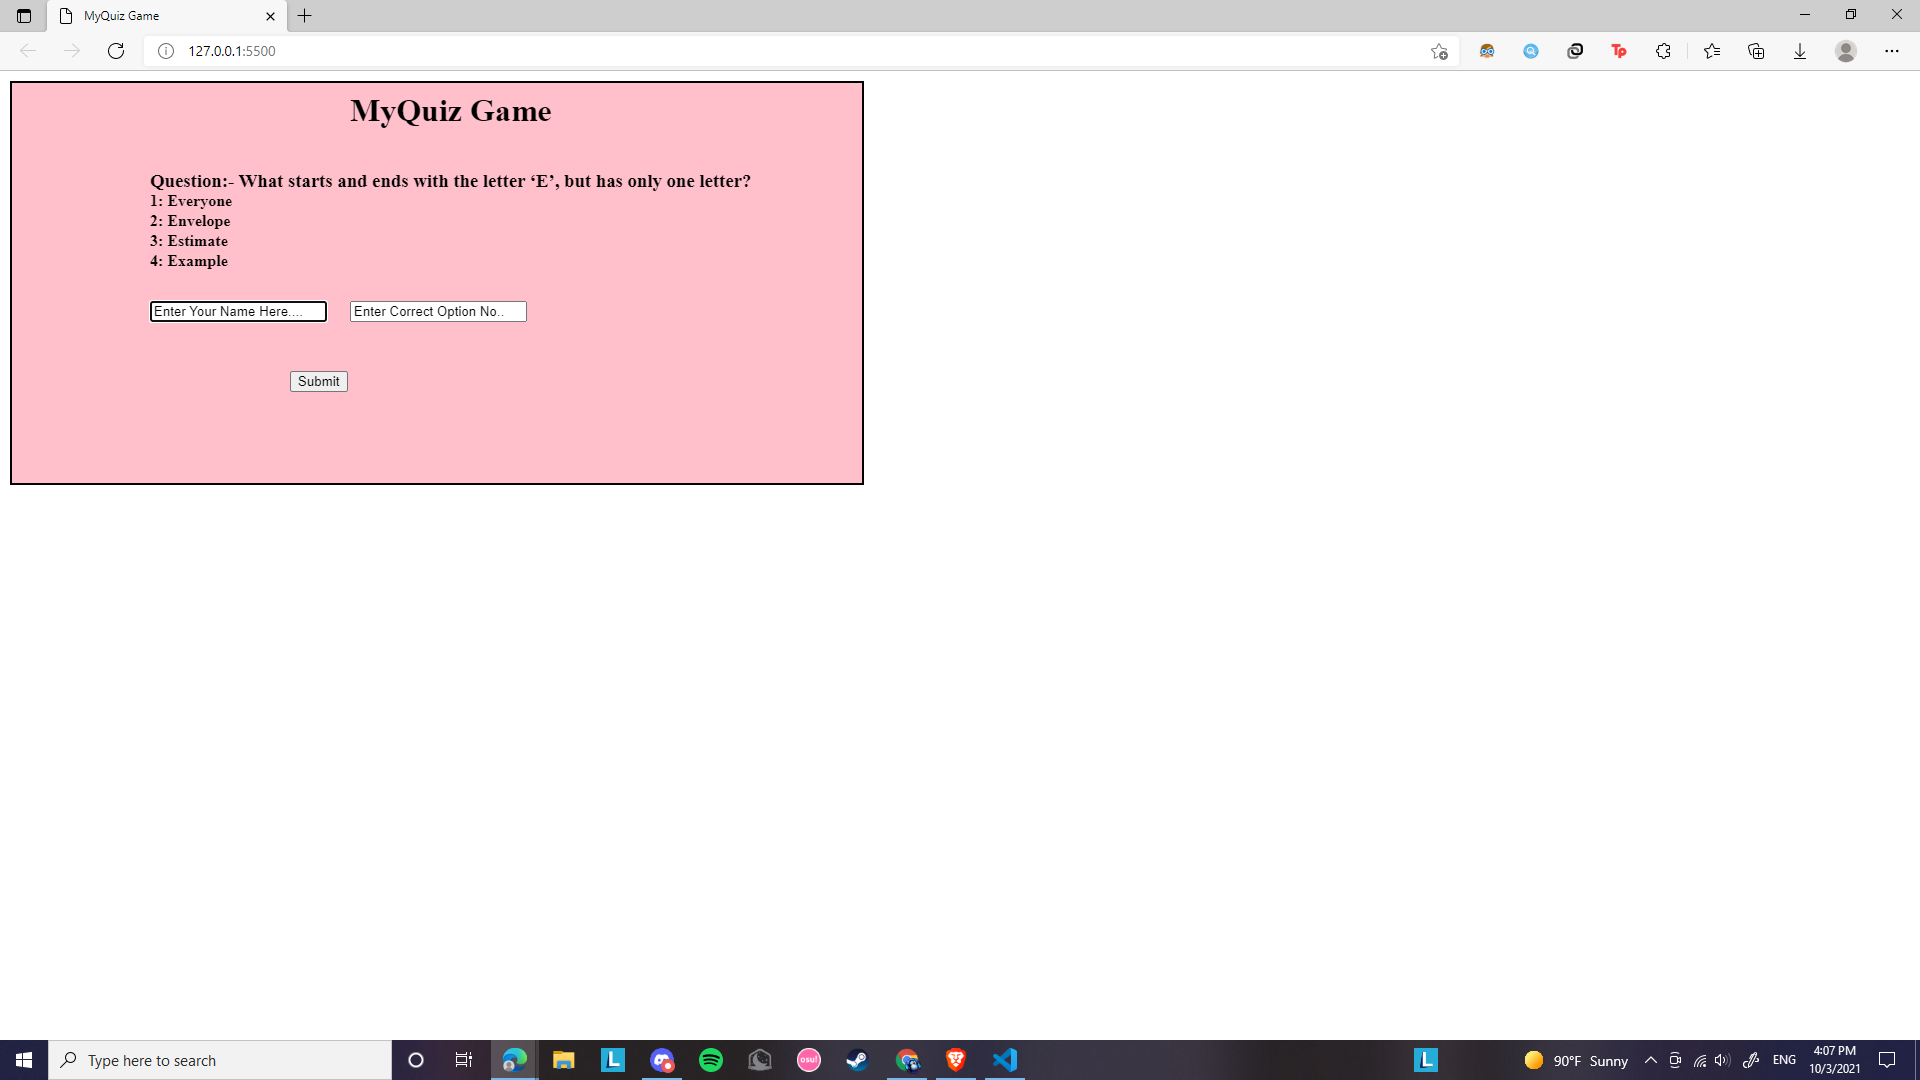 MyQuiz Game
127.0.0.1:5500
MyQuiz Game
Question:- What starts and ends with the letter ‘E’, but has only one letter?
1: Everyone
2: Envelope
3: Estimate
4: Example
Enter Your Name Here.... Enter Correct Option No..
Submit
Type here to search
L
osu!
L
90°F Sunny
ENG
4:07 PM
10/3/2021
Tp